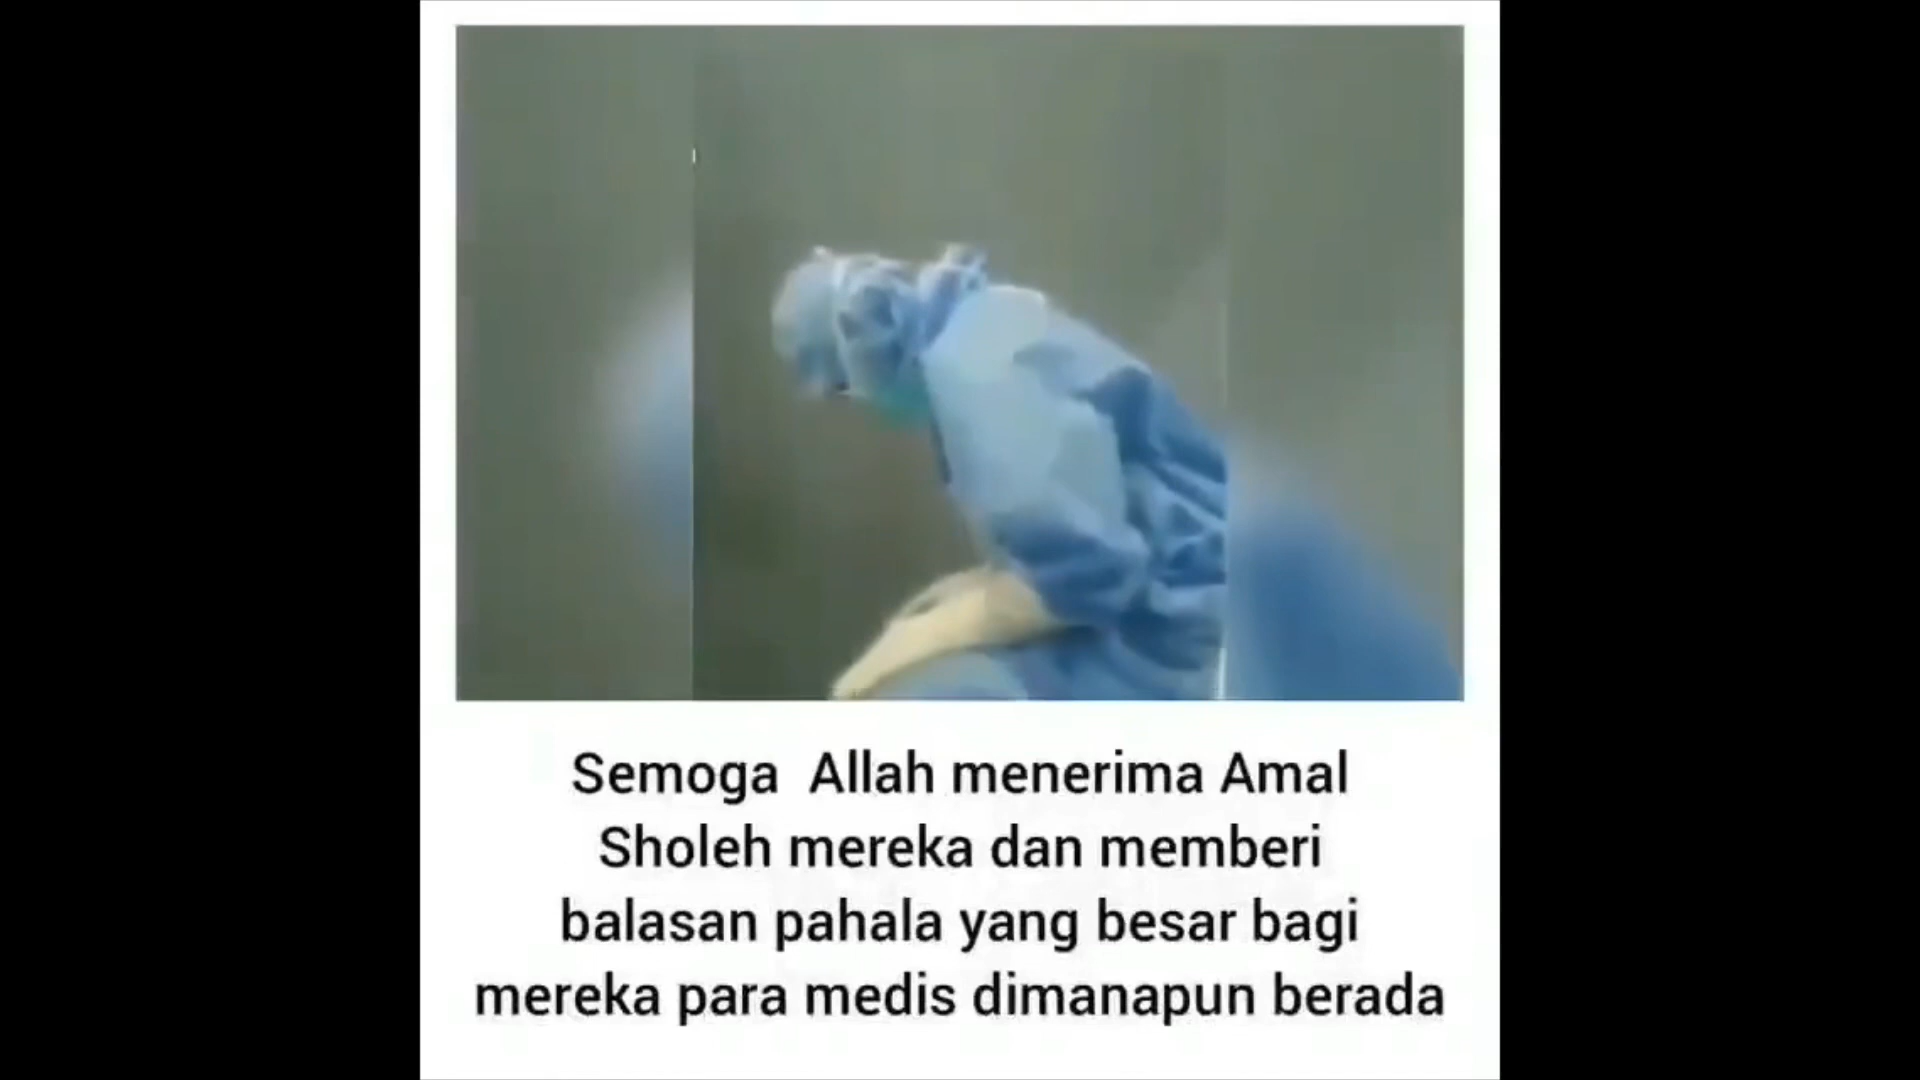 Semoga Allah menerima Amal
Sholeh mereka dan memberi
balasan pahala yang besar bagi
mereka para medis dimanapun berada